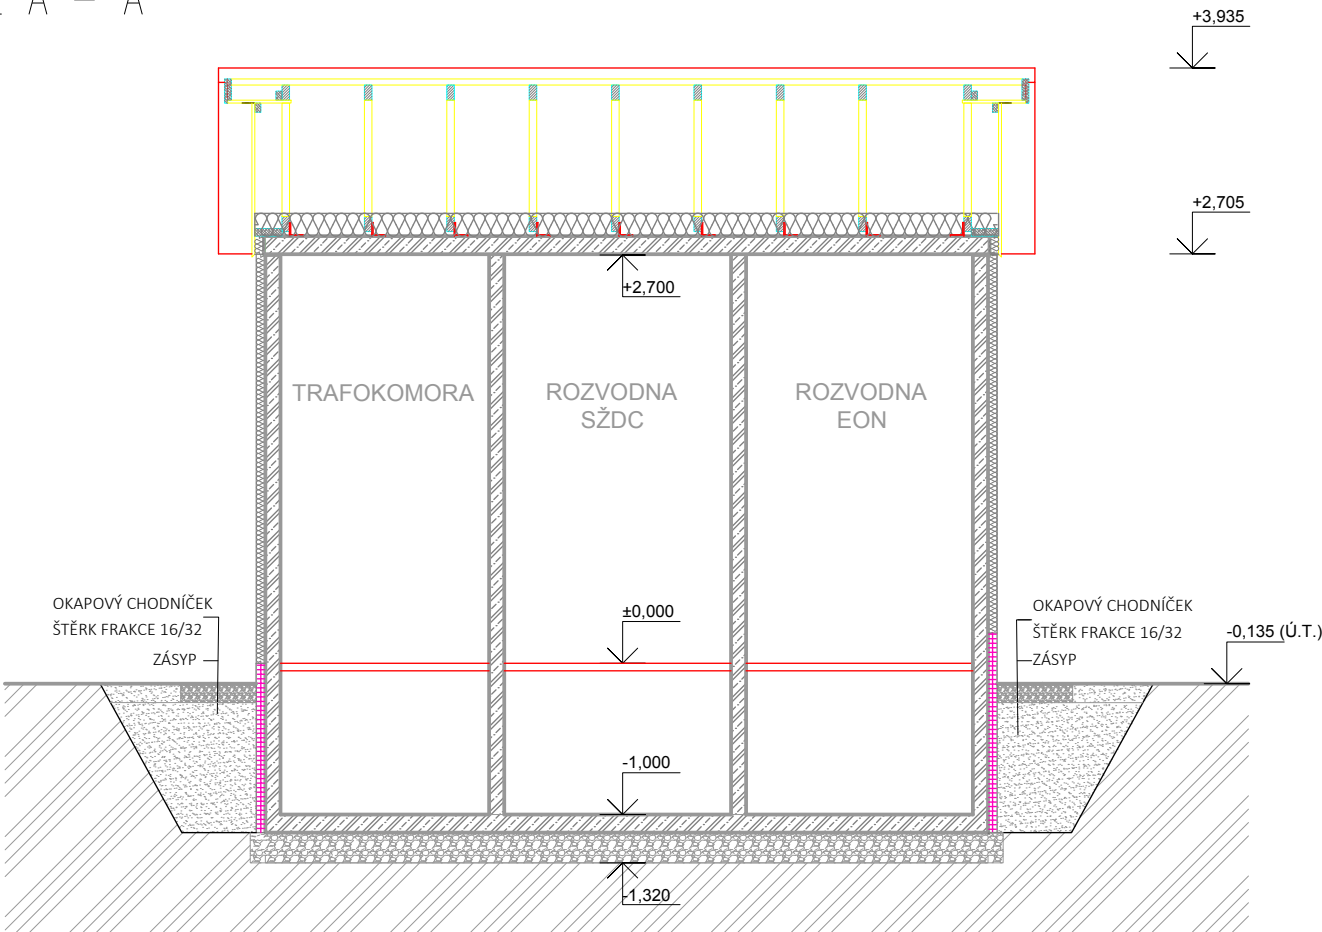 A - A
+3,935
+2,705
+2,700
TRAFOKOMORA
ROZVODNA
SŽDC
ROZVODNA
EON
OKAPOVÝ CHODNÍČEK
ŠTĚRK FRAKCE 16/32
ZÁSYP
±0,000
OKAPOVÝ CHODNÍČEK
ŠTĚRK FRAKCE 16/32
ZÁSYP
-0,135 (Ú.T.)
-1,000
-1,320